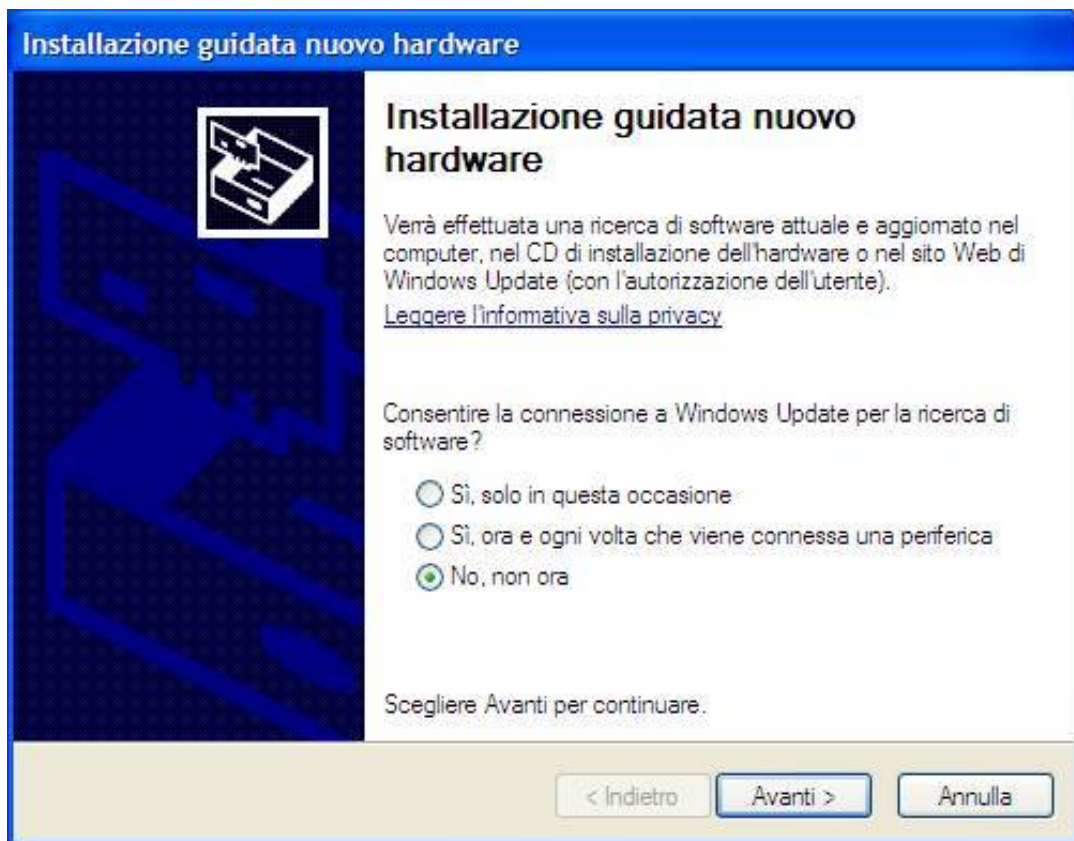 Installazione guidata nuovo hardware
Installazione guidata nuovo
hardware
Verrà effettuata una ricerca di software attuale e aggiornato nel
computer, nel CD di installazione dell'hardware o nel sito Web di
Windows Update (con l'autorizzazione dell'utente).
Leggere l'informativa sulla privacy
Consentire la connessione a Windows Update per la ricerca di
software?
Sì, solo in questa occasione
Sì, ora e ogni volta che viene connessa una periferica
No, non ora
Scegliere Avanti per continuare.
< Indietro
Avanti >
Annulla